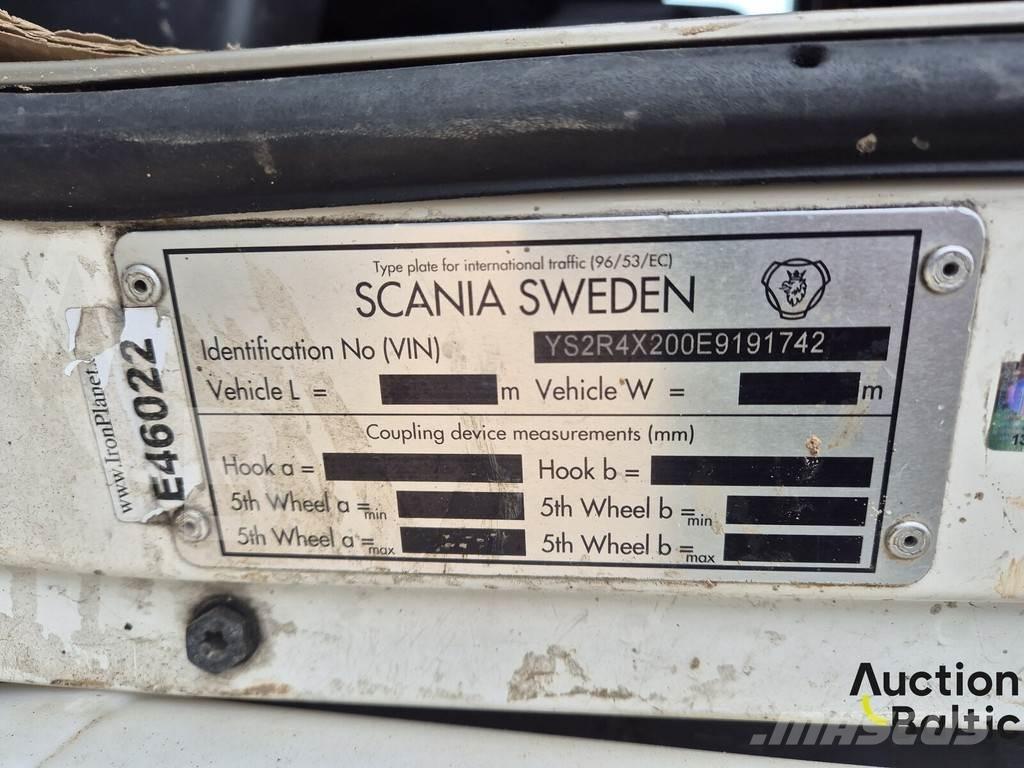 Type plate for international traffic (96/53/EC)
SCANIA SWEDEN
Identification No (VIN) YS2R4X200E9191742
Vehicle L = m Vehicle W = m
Coupling device measurements (mm)
Hook a = Hook b =
5th Wheel a =min 5th Wheel b =min
5th Wheel a =max 5th Wheel b =max
www.IronPlanet.
E46022
13
Auction
Baltic
mascus